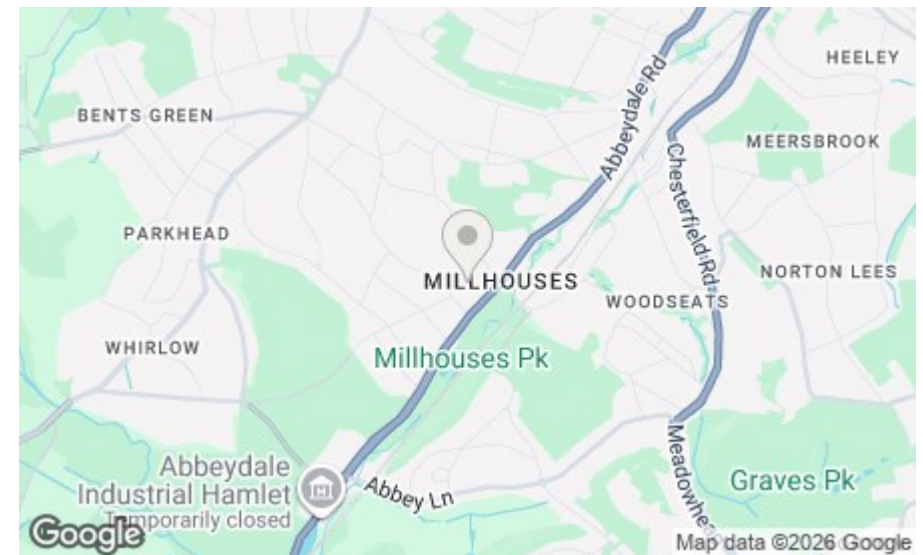 HEELEY
BENTS GREEN
Abbeydale Rd
MEERSBROOK
Chesterfield Rd
PARKHEAD
MILLHOUSES
NORTON LEES
WOODSEATS
WHIRLOW
Millhouses Pk
Abbeydale
Industrial Hamlet
Temporarily closed
Abbey Ln
Graves Pk
Google
Map data ©2026 Google